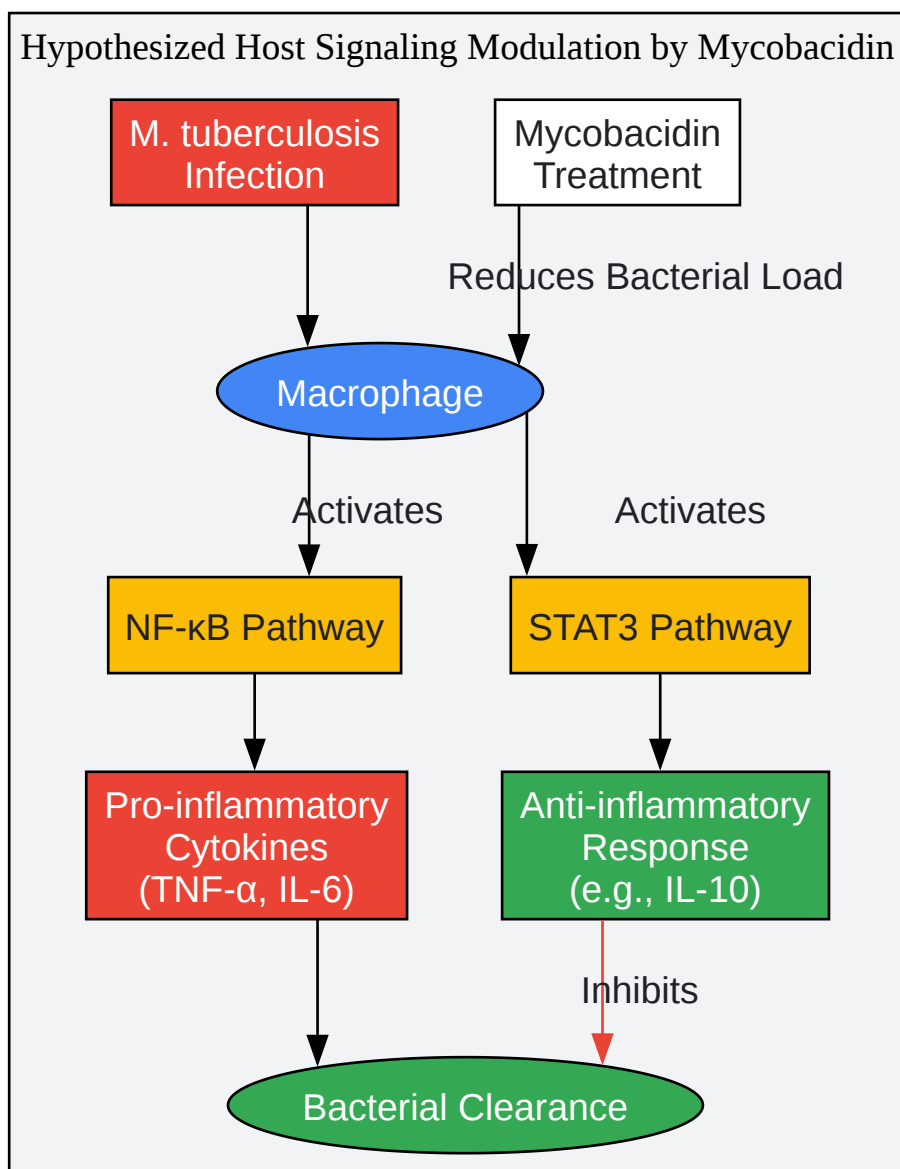 Hypothesized Host Signaling Modulation by Mycobacidin
M. tuberculosis
Infection
Mycobacidin
Treatment
Reduces Bacterial Load
Macrophage
Activates
Activates
NF-κB Pathway
STAT3 Pathway
Pro-inflammatory
Cytokines
(TNF-α, IL-6)
Anti-inflammatory
Response
(e.g., IL-10)
Inhibits
Bacterial Clearance